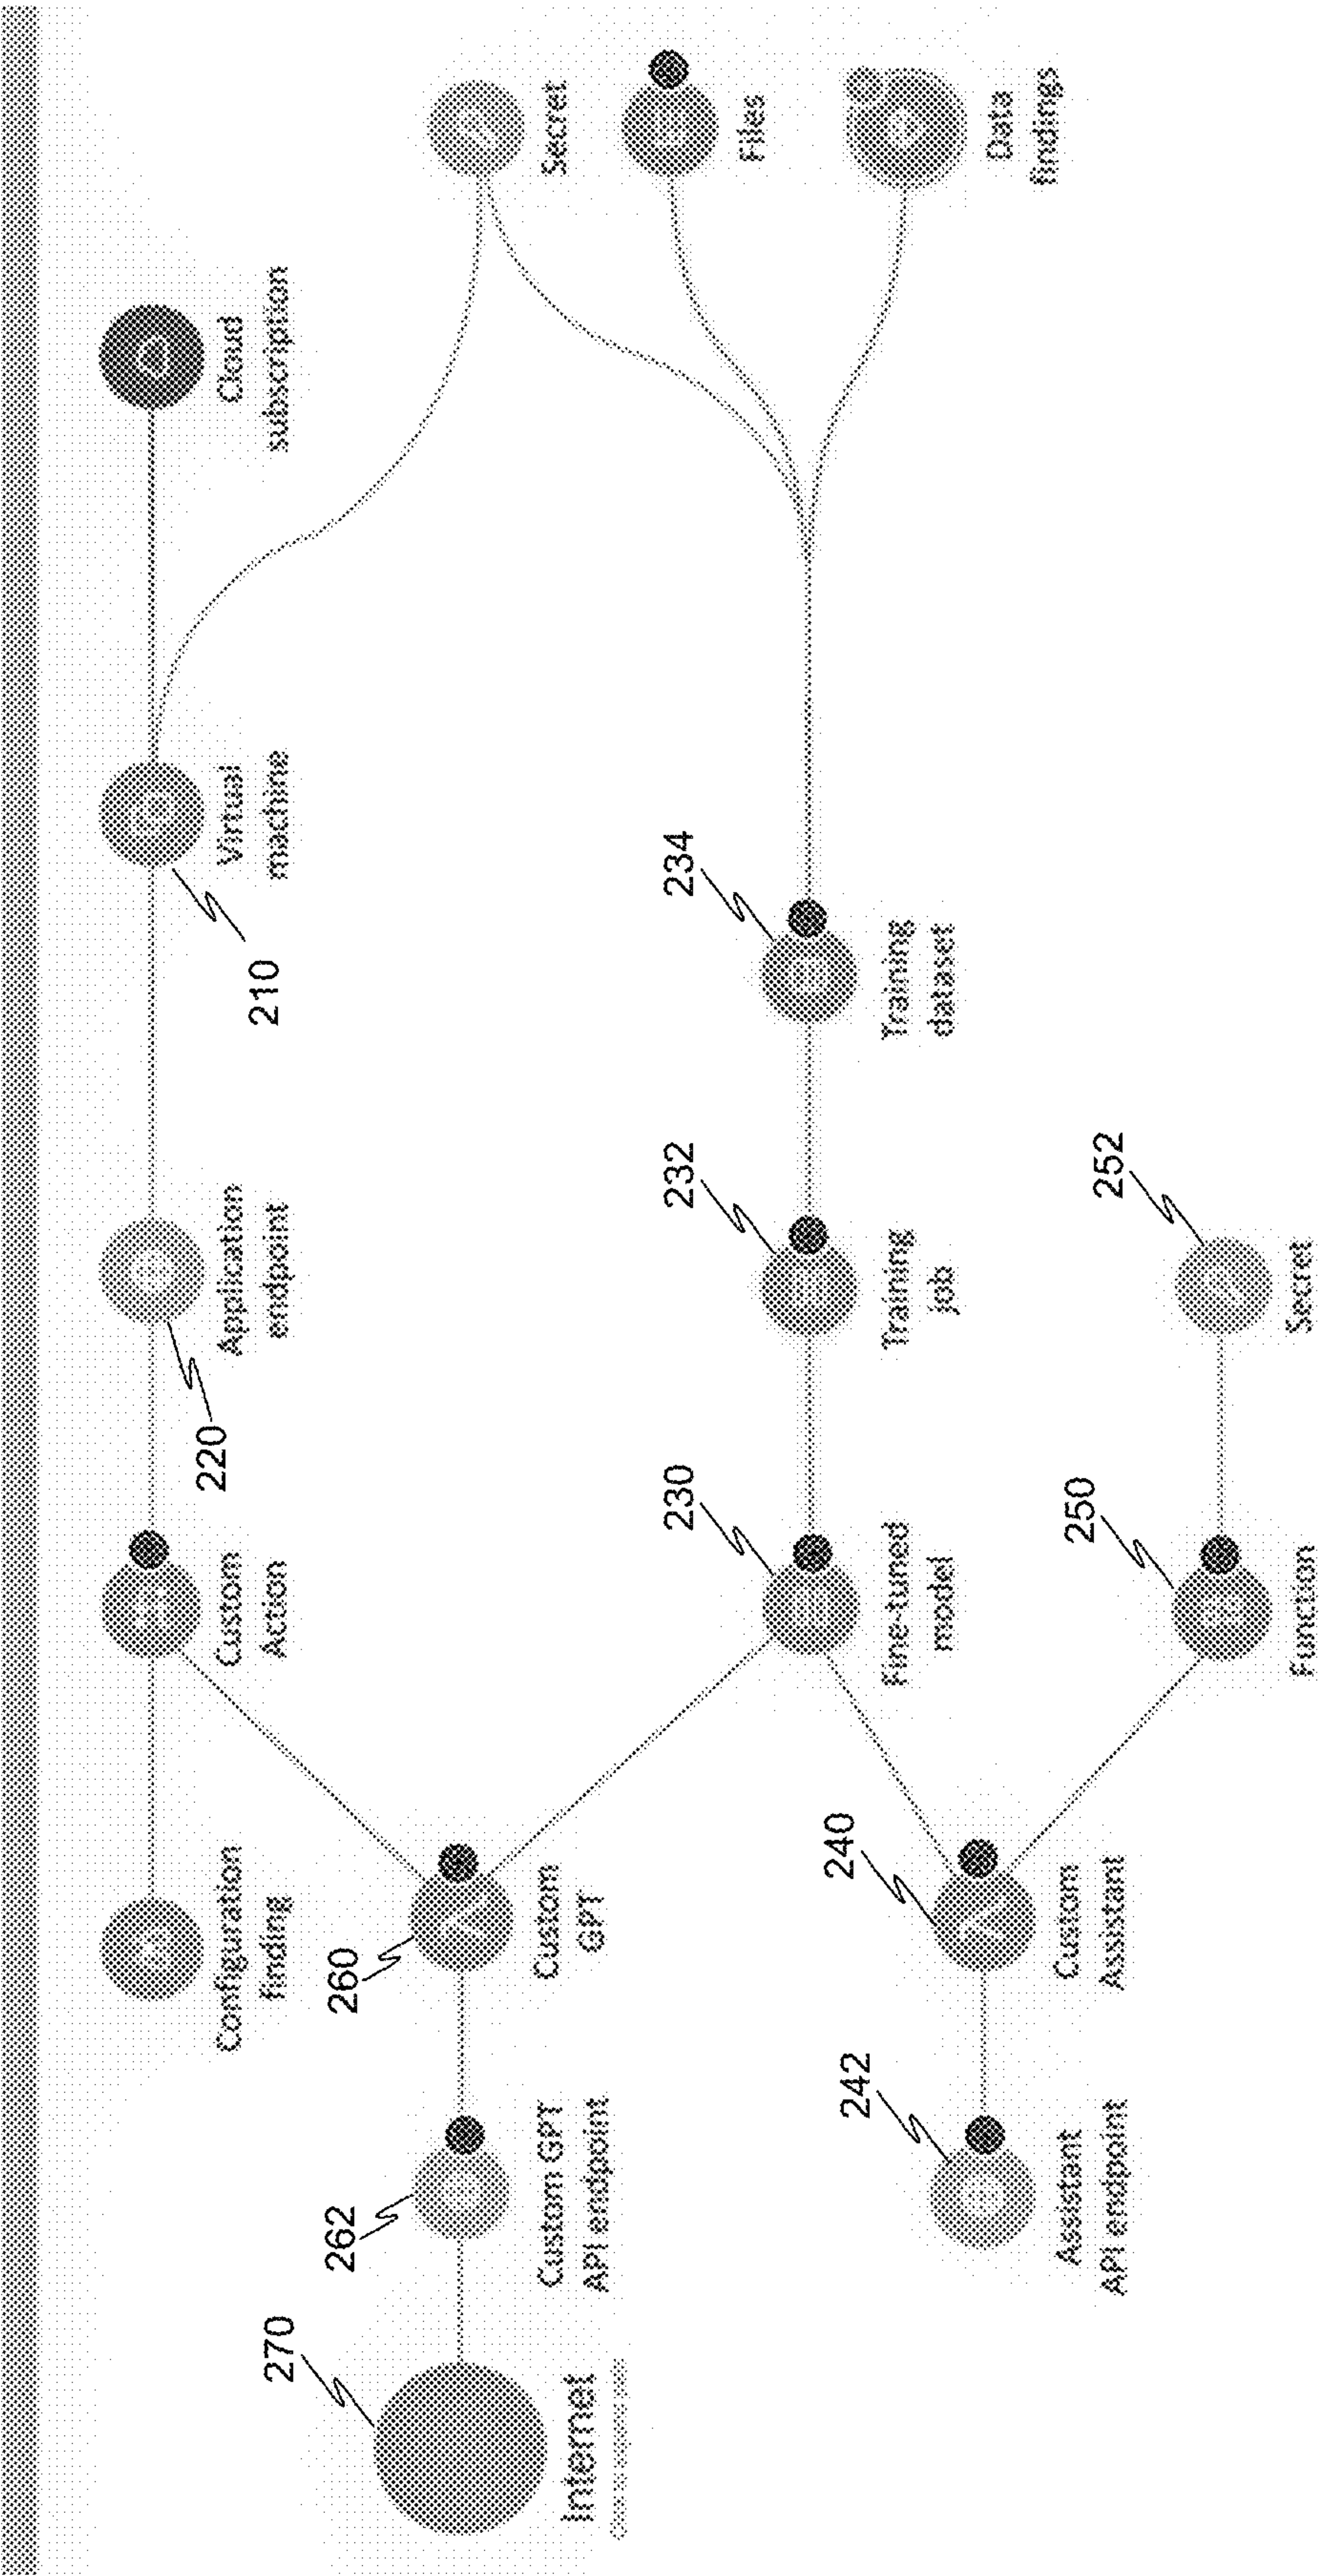 Configuration
finding
Custom
Action
220
Application
endpoint
210
Virtual
machine
Cloud
subscription
270
Internet
262
Custom GPT
API endpoint
260
Custom
GPT
Secret
Files
Data
findings
230
Fine-tuned
model
232
Training
job
234
Training
dataset
242
Assistant
API endpoint
240
Custom
Assistant
250
Function
252
Secret